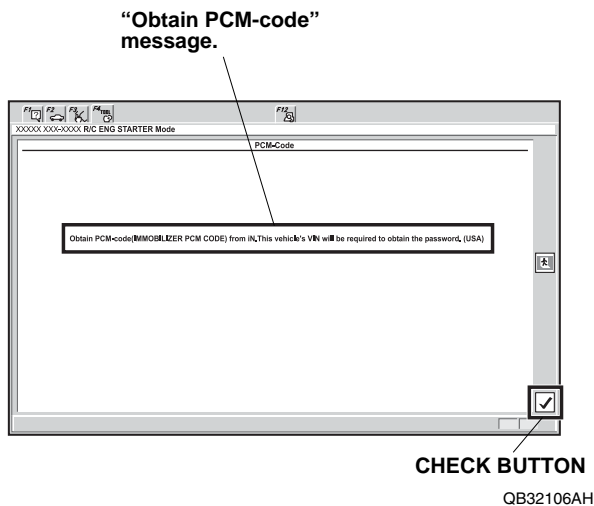 “Obtain PCM-code”
message.
F1 F2 F3 F4 TOOL F12
XXXXX XXX-XXXX R/C ENG STARTER Mode
PCM-Code
Obtain PCM-code(IMMOBILIZER PCM CODE) from iN.This vehicle's VIN will be required to obtain the password. (USA)
CHECK BUTTON
QB32106AH